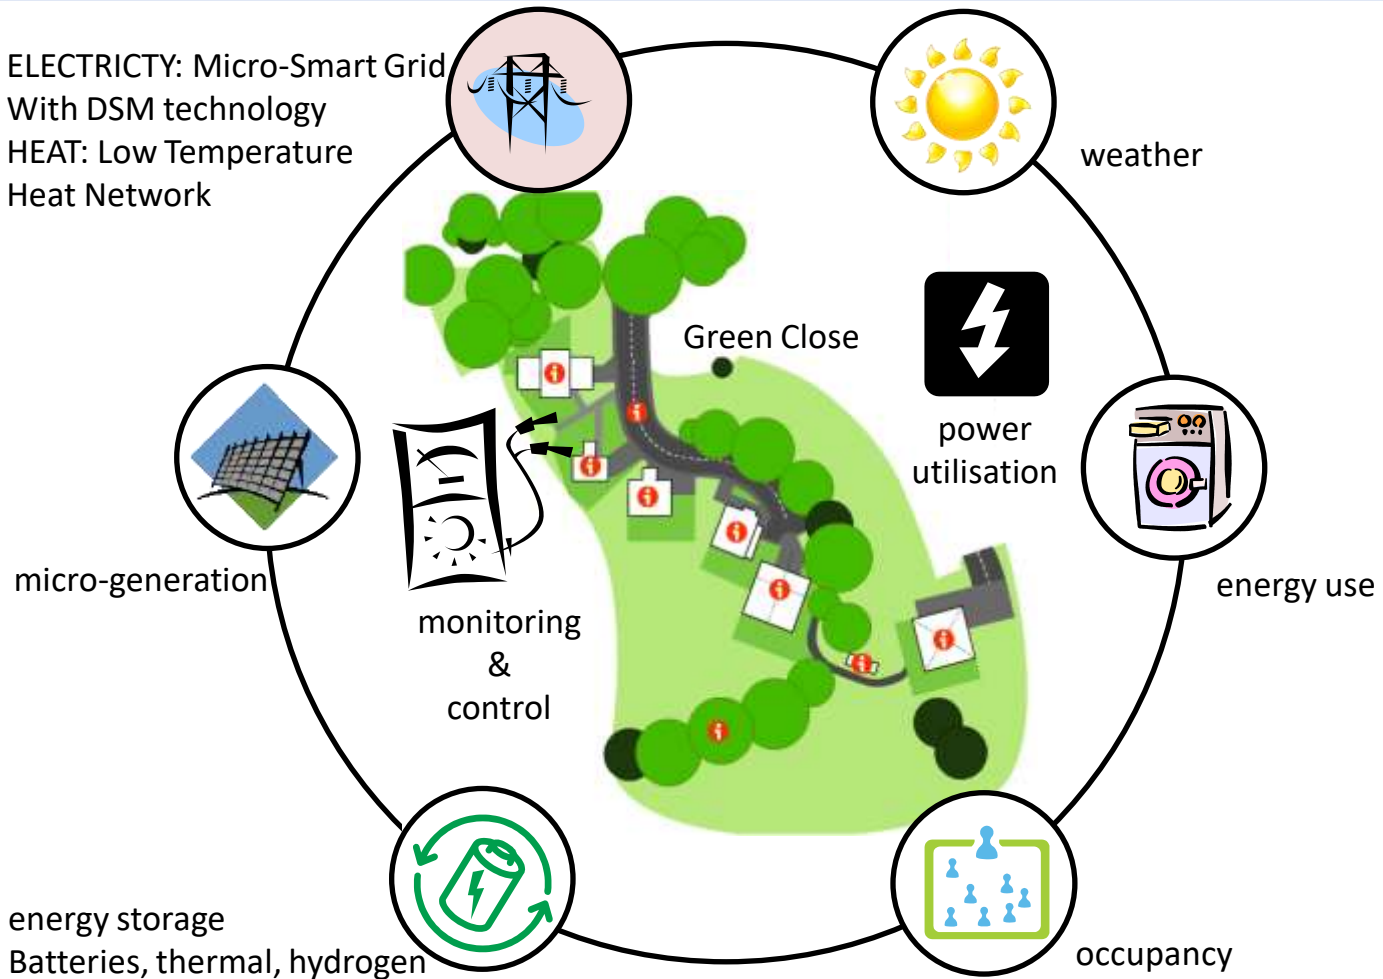 ELECTRICTY: Micro-Smart Grid
With DSM technology
HEAT: Low Temperature
Heat Network
weather
Green Close
power
utilisation
micro-generation
energy use
monitoring
&
control
energy storage
Batteries, thermal, hydrogen
occupancy